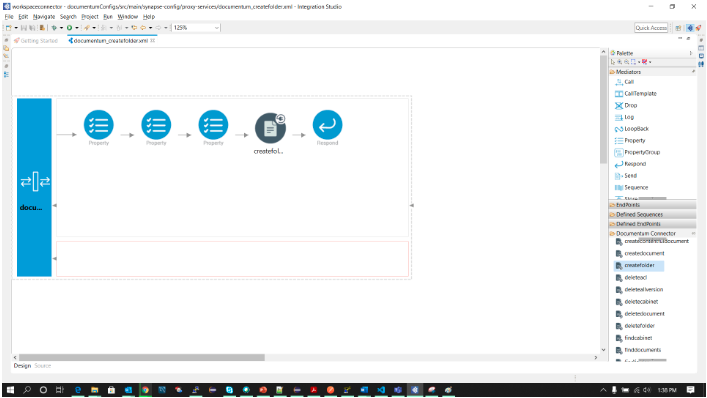 workspaceconnector - documentumConfigs/src/main/synapse-config/proxy-services/documentum_createfolder.xml - Integration Studio
File Edit Navigate Search Project Run Window Help
125%
Quick Access
Getting Started
documentum_createfolder.xml
Palette
Mediators
Call
CallTemplate
Drop
Log
LoopBack
Property
PropertyGroup
Respond
Send
Sequence
Store
EndPoints
Defined Sequences
Defined EndPoints
Documentum Connector
createcontentlessdocument
createdocument
createfolder
deleteacl
deleteallversion
deletecabinet
deletedocument
deletefolder
findcabinet
finddocuments
Property
Property
Property
createfol...
Respond
docu...
Design Source
1:38 PM